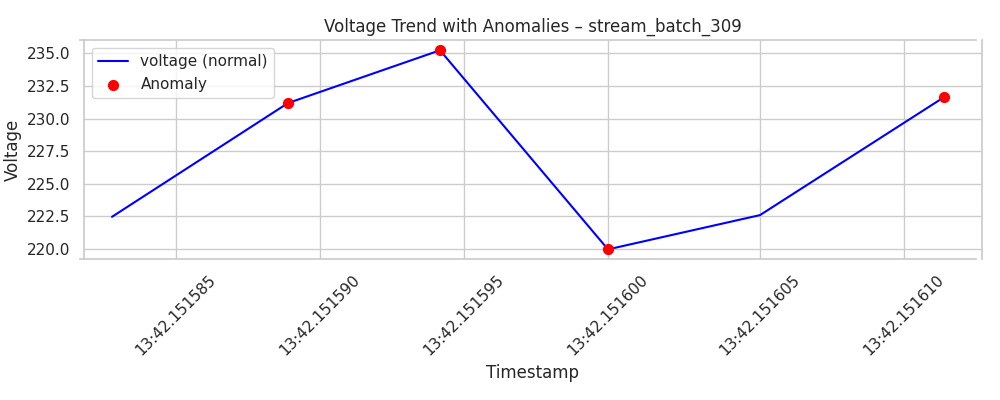 Voltage Trend with Anomalies – stream_batch_309
voltage (normal)
Anomaly
Voltage
235.0
232.5
230.0
227.5
225.0
222.5
220.0
13:42.151585
13:42.151590
13:42.151595
13:42.151600
13:42.151605
13:42.151610
Timestamp